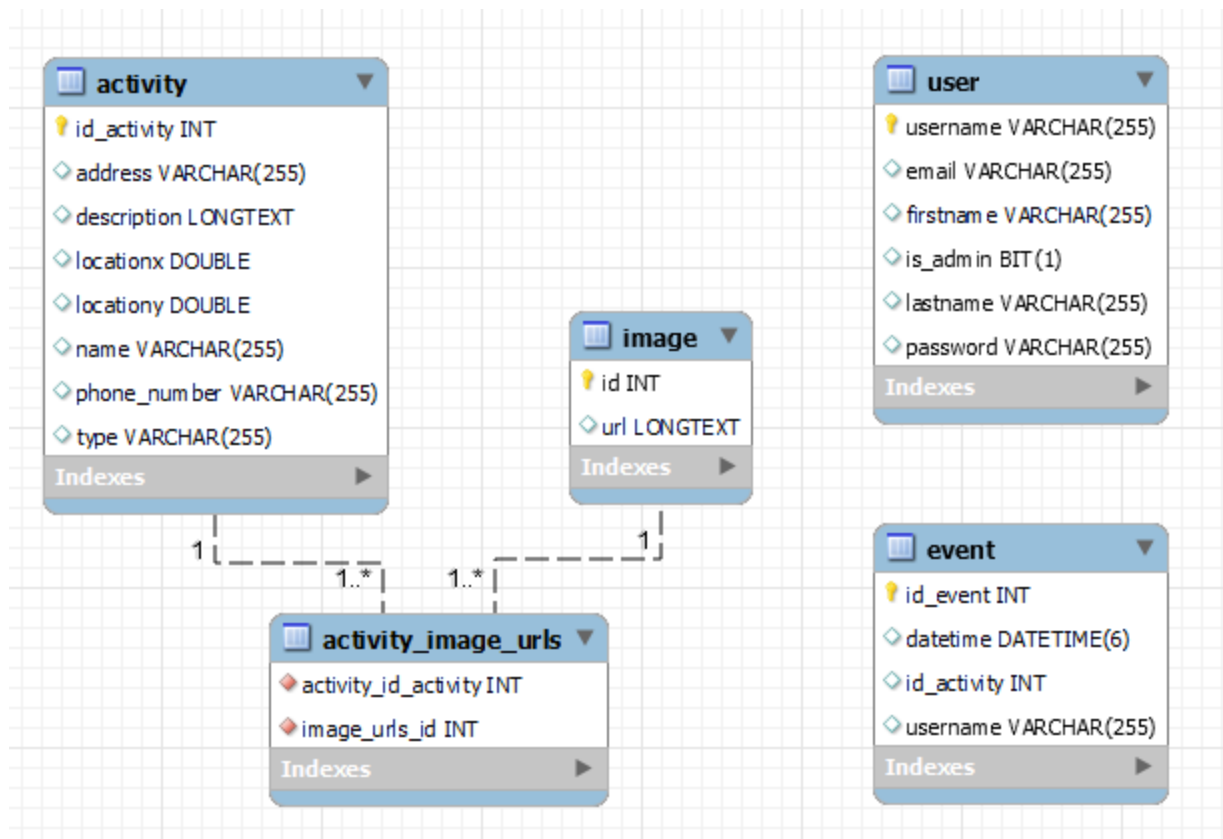 activity
id_activity INT
address VARCHAR(255)
description LONGTEXT
locationx DOUBLE
locationy DOUBLE
name VARCHAR(255)
phone_number VARCHAR(255)
type VARCHAR(255)
Indexes
user
username VARCHAR(255)
email VARCHAR(255)
firstname VARCHAR(255)
is_admin BIT(1)
lastname VARCHAR(255)
password VARCHAR(255)
Indexes
image
id INT
url LONGTEXT
Indexes
1
1..*
1..*
1
activity_image_urls
activity_id_activity INT
image_urls_id INT
Indexes
event
id_event INT
datetime DATETIME(6)
id_activity INT
username VARCHAR(255)
Indexes